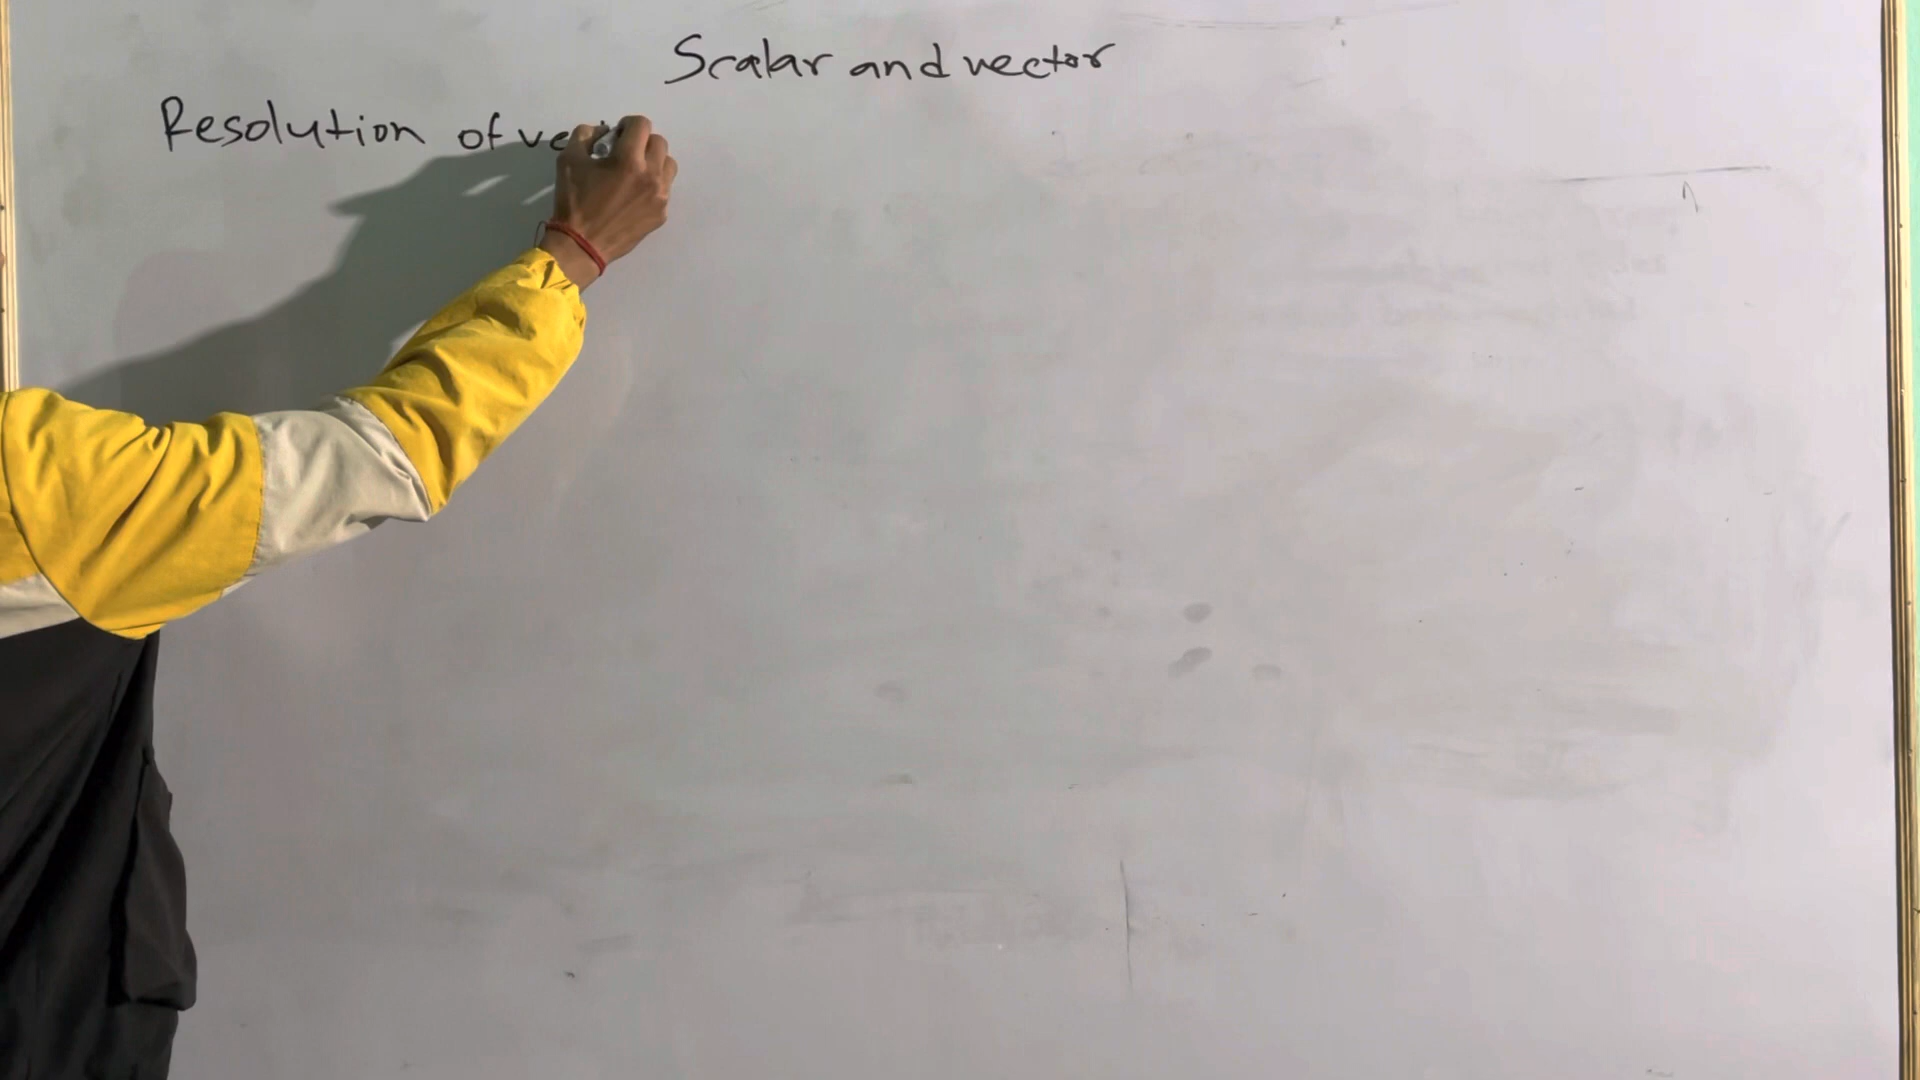 Scalar and vector
Resolution of